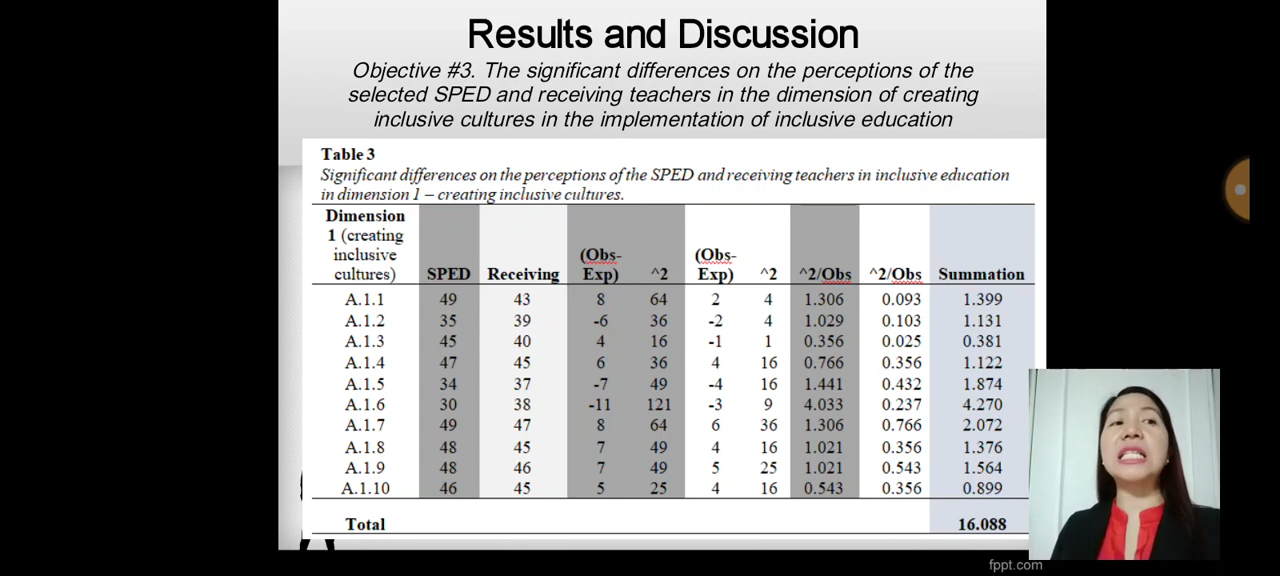 Results and Discussion
Objective #3. The significant differences on the perceptions of the
selected SPED and receiving teachers in the dimension of creating
inclusive cultures in the implementation of inclusive education
Table 3
Significant differences on the perceptions of the SPED and receiving teachers in inclusive education
in dimension 1 – creating inclusive cultures.
Dimension
1 (creating
inclusive (Obs- (Obs-
cultures) SPED Receiving Exp) ^2 Exp) ^2 ^2/Obs ^2/Obs Summation
A.1.1 49 43 8 64 2 4 1.306 0.093 1.399
A.1.2 35 39 -6 36 -2 4 1.029 0.103 1.131
A.1.3 45 40 4 16 -1 1 0.356 0.025 0.381
A.1.4 47 45 6 36 4 16 0.766 0.356 1.122
A.1.5 34 37 -7 49 -4 16 1.441 0.432 1.874
A.1.6 30 38 -11 121 -3 9 4.033 0.237 4.270
A.1.7 49 47 8 64 6 36 1.306 0.766 2.072
A.1.8 48 45 7 49 4 16 1.021 0.356 1.376
A.1.9 48 46 7 49 5 25 1.021 0.543 1.564
A.1.10 46 45 5 25 4 16 0.543 0.356 0.899
Total 16.088
fppt.com